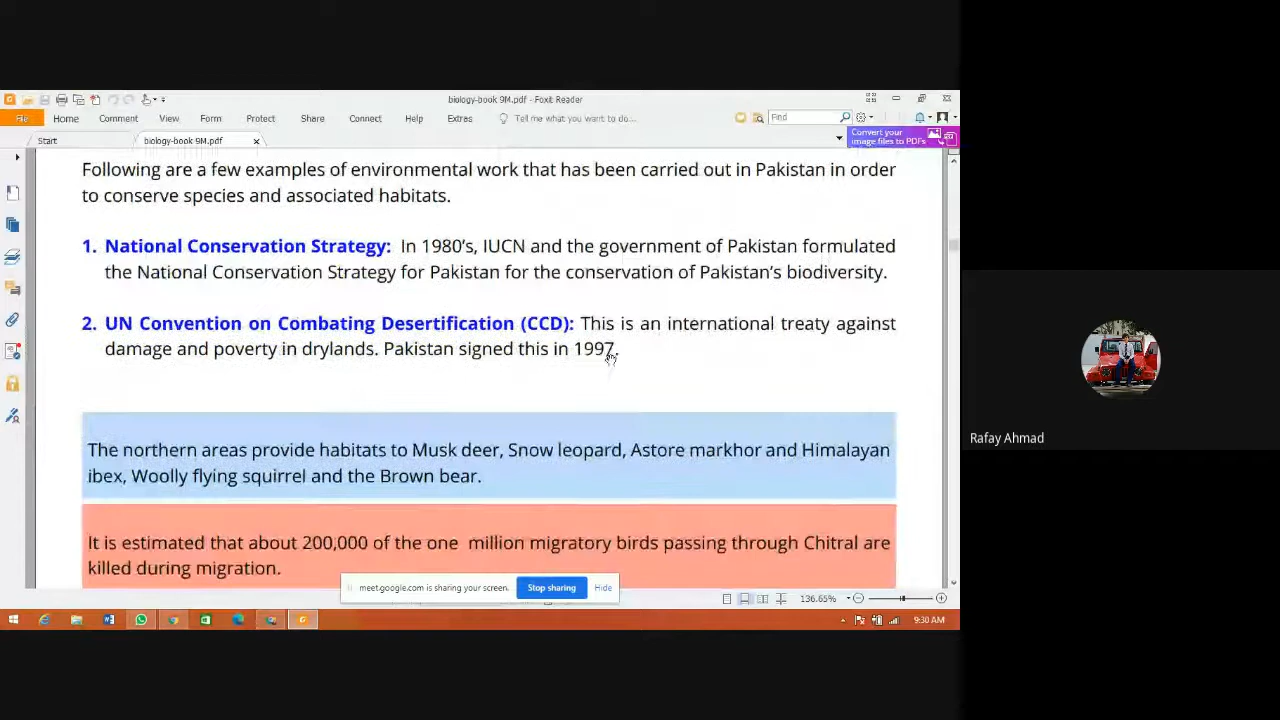 biology-book 9M.pdf - Foxit Reader
File Home Comment View Form Protect Share Connect Help Extras Tell me what you want to do... Find
Start biology-book 9M.pdf
Convert your
image files to PDFs
Following are a few examples of environmental work that has been carried out in Pakistan in order
to conserve species and associated habitats.
1. National Conservation Strategy: In 1980's, IUCN and the government of Pakistan formulated
the National Conservation Strategy for Pakistan for the conservation of Pakistan's biodiversity.
2. UN Convention on Combating Desertification (CCD): This is an international treaty against
damage and poverty in drylands. Pakistan signed this in 1997.
The northern areas provide habitats to Musk deer, Snow leopard, Astore markhor and Himalayan
ibex, Woolly flying squirrel and the Brown bear.
It is estimated that about 200,000 of the one million migratory birds passing through Chitral are
killed during migration.
meet.google.com is sharing your screen. Stop sharing Hide
136.65%
9:30 AM
Rafay Ahmad